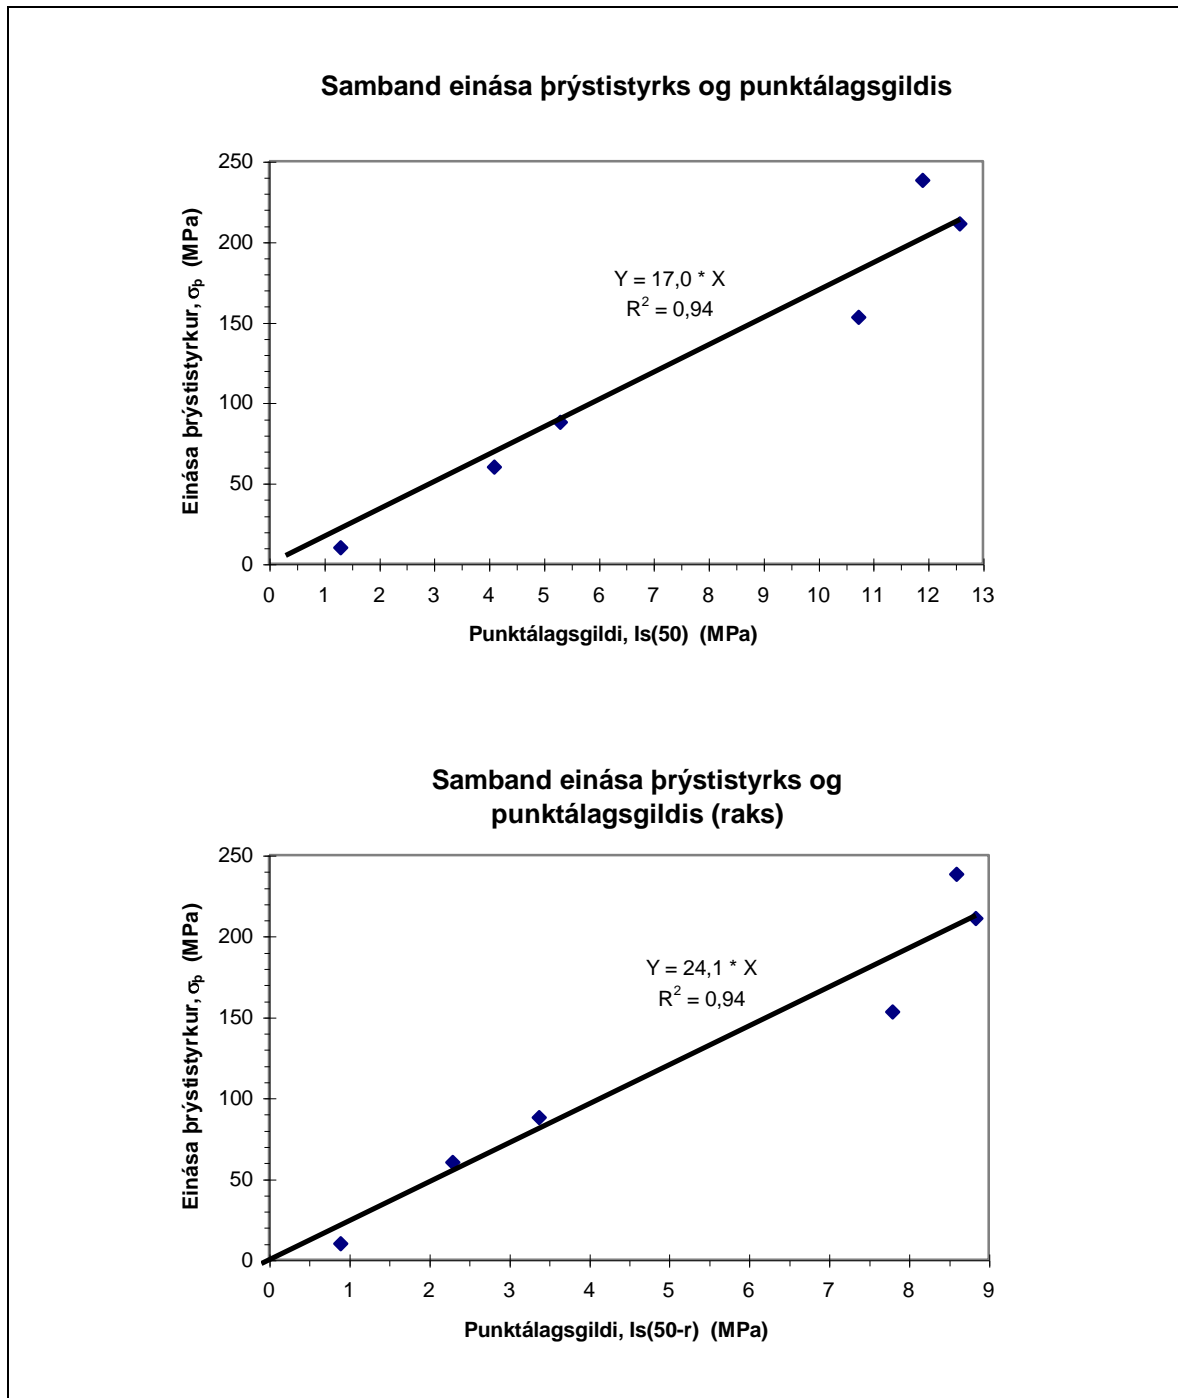 Samband einása þrýstistyrks og punktálagsgildis
250
200
150
100
50
0
Einása þrýstistyrkur, σp (MPa)
Y = 17,0 * X
R2 = 0,94
0 1 2 3 4 5 6 7 8 9 10 11 12 13
Punktálagsgildi, Is(50) (MPa)
Samband einása þrýstistyrks og
punktálagsgildis (raks)
250
200
150
100
50
0
Einása þrýstistyrkur, σp (MPa)
Y = 24,1 * X
R2 = 0,94
0 1 2 3 4 5 6 7 8 9
Punktálagsgildi, Is(50-r) (MPa)